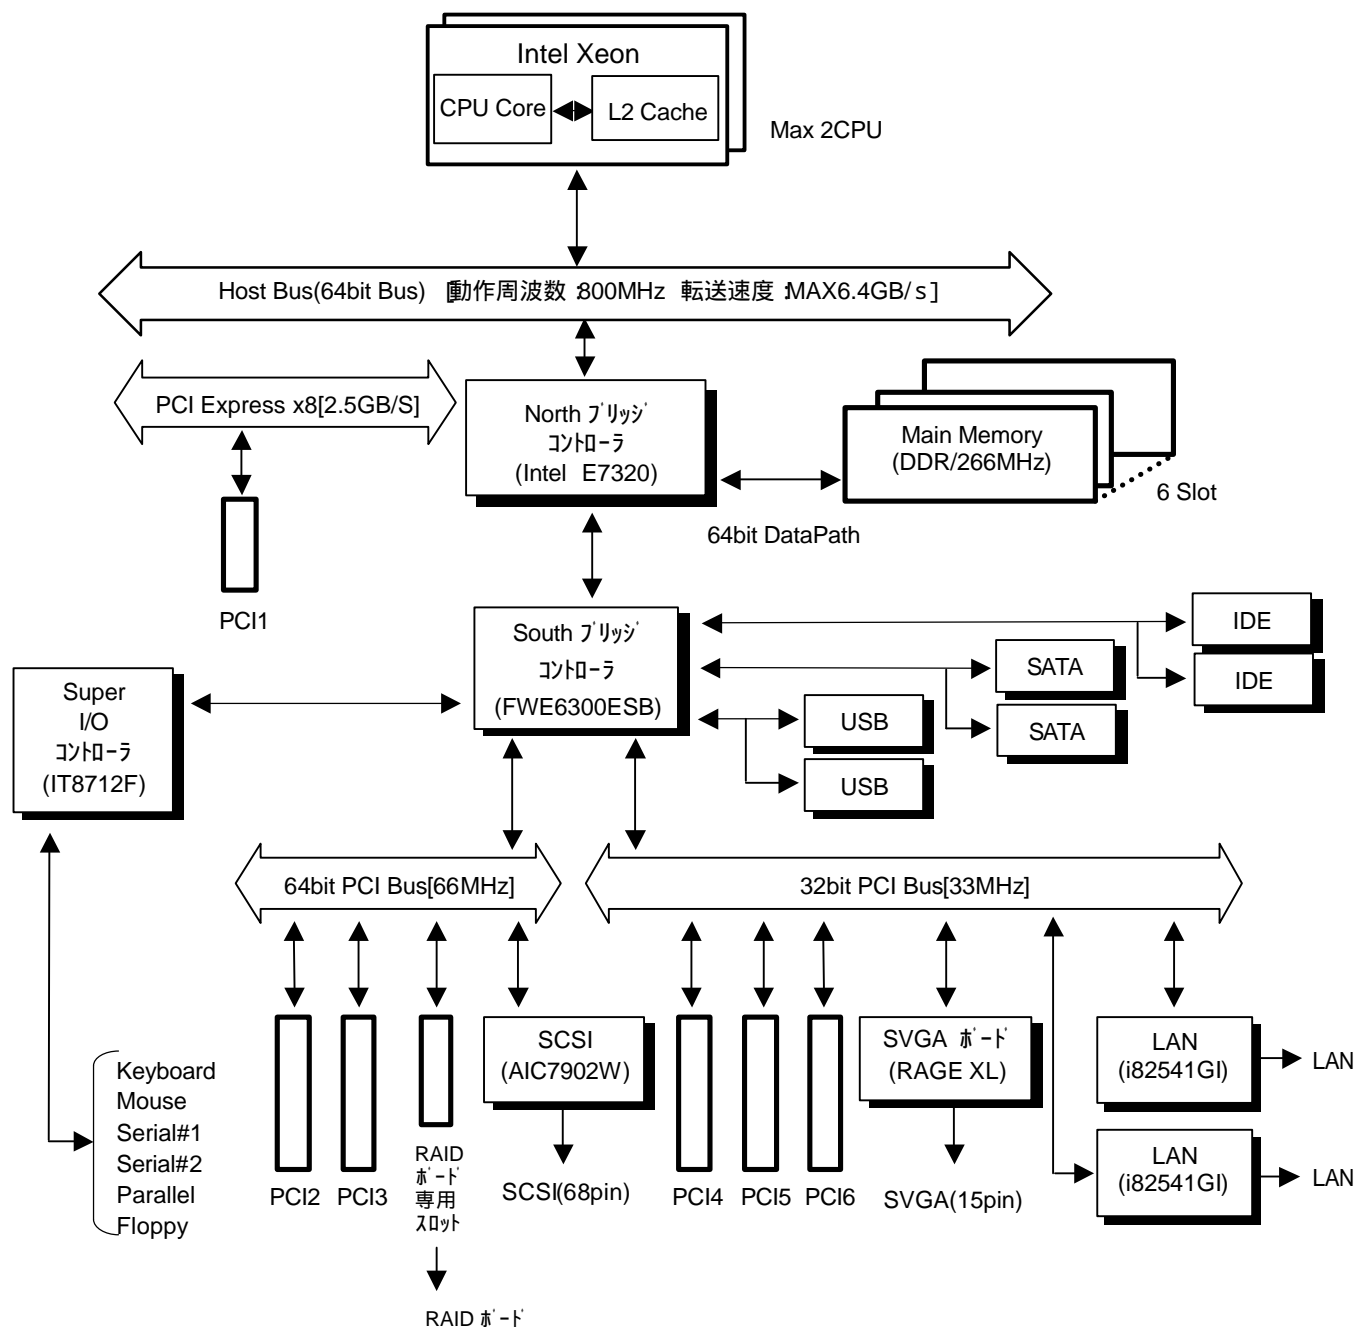 Intel Xeon
CPU Core
L2 Cache
Max 2CPU
Host Bus(64bit Bus) [動作周波数:800MHz 転送速度:MAX6.4GB/s]
PCI Express x8[2.5GB/S]
North ブリッジ
コントローラ
(Intel E7320)
Main Memory
(DDR/266MHz)
6 Slot
64bit DataPath
PCI1
South ブリッジ
コントローラ
(FWE6300ESB)
IDE
IDE
SATA
SATA
USB
USB
Super
I/O
コントローラ
(IT8712F)
64bit PCI Bus[66MHz]
32bit PCI Bus[33MHz]
Keyboard
Mouse
Serial#1
Serial#2
Parallel
Floppy
PCI2
PCI3
RAID
ボード
専用
スロット
RAID ボード
SCSI
(AIC7902W)
SCSI(68pin)
PCI4
PCI5
PCI6
SVGA ボード
(RAGE XL)
SVGA(15pin)
LAN
(i82541GI)
LAN
LAN
(i82541GI)
LAN